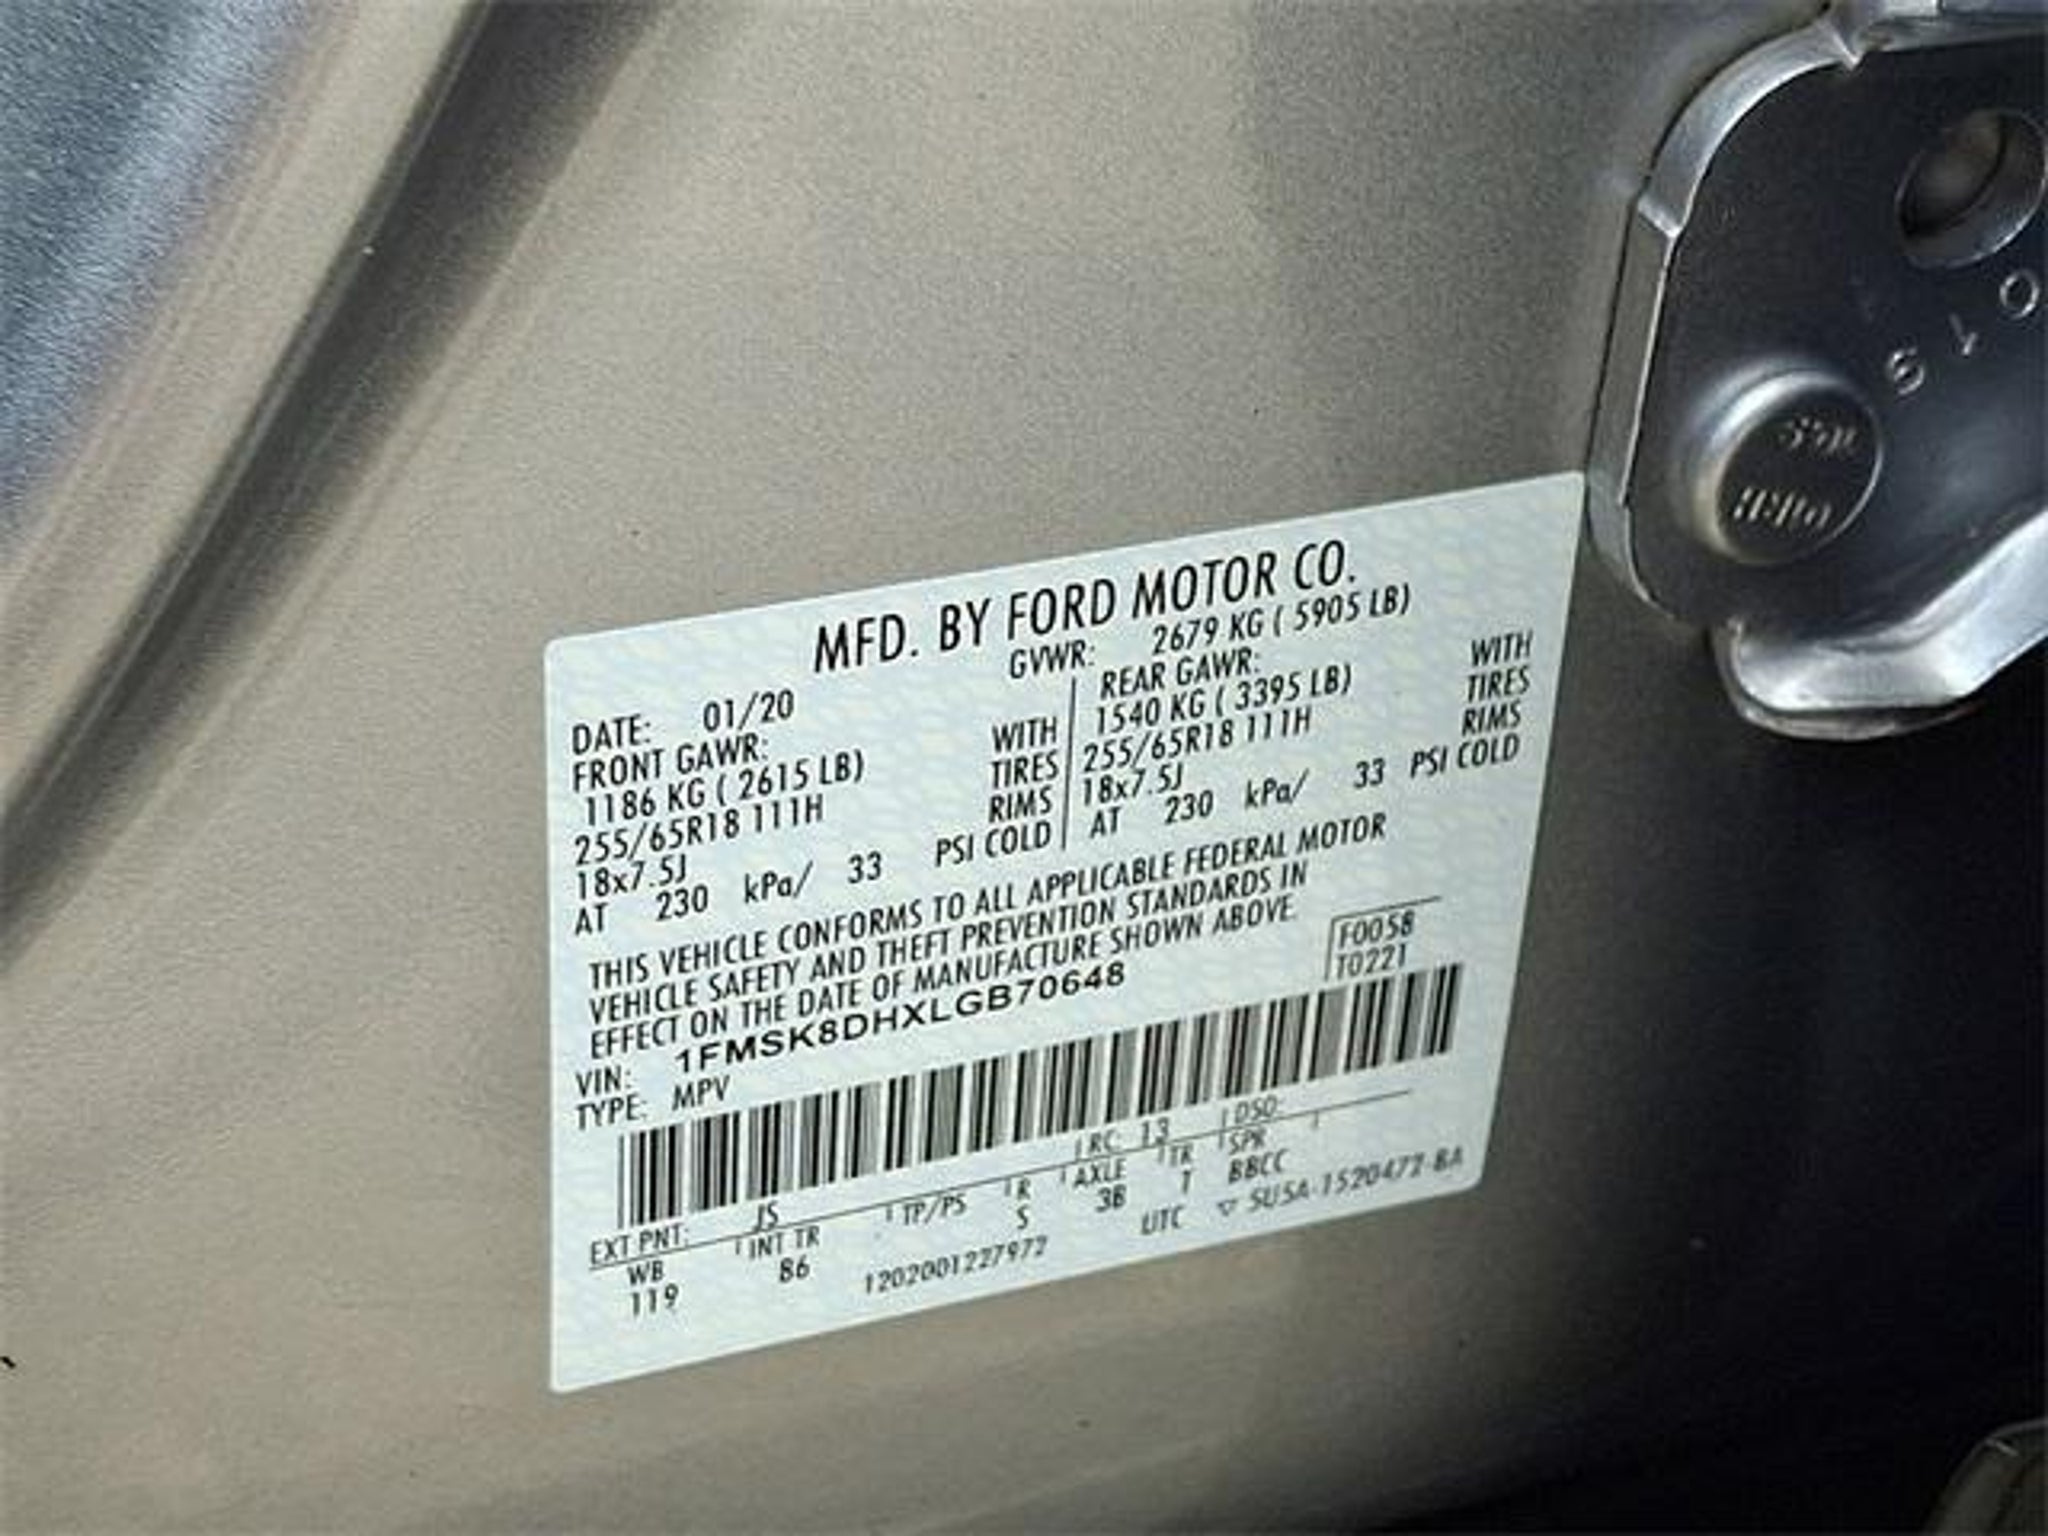 MFD. BY FORD MOTOR CO.
DATE: 01/20 GVWR: 2679 KG ( 5905 LB)
FRONT GAWR:
1186 KG ( 2615 LB) WITH
255/65R18 111H TIRES
18x7.5J RIMS
AT 230 kPa/ 33 PSI COLD
REAR GAWR:
1540 KG ( 3395 LB) WITH
255/65R18 111H TIRES
18x7.5J RIMS
AT 230 kPa/ 33 PSI COLD
THIS VEHICLE CONFORMS TO ALL APPLICABLE FEDERAL MOTOR
VEHICLE SAFETY AND THEFT PREVENTION STANDARDS IN
EFFECT ON THE DATE OF MANUFACTURE SHOWN ABOVE.
F0058
T0221
VIN: 1FMSK8DHXLGB70648
TYPE: MPV
EXT PNT: JS RC: 13 DSO:
WB INT TR TP/PS R AXLE TR SPR
119 86 S 3B T BBCC
1202001227972 UTC ▽ 5U5A-1520472-BA
019